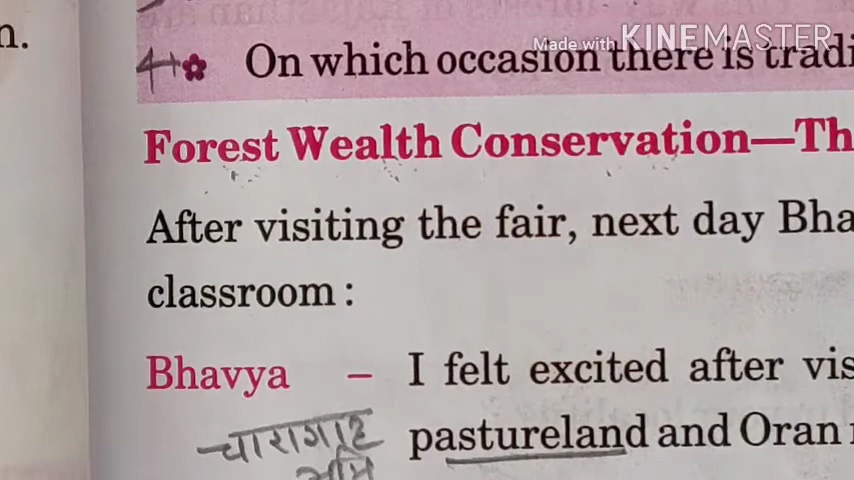 n.
Made with KINEMASTER
4 On which occasion there is tradi
Forest Wealth Conservation—Th
After visiting the fair, next day Bha
classroom :
Bhavya – I felt excited after vis
चारागाह pastureland and Oran
भूमि